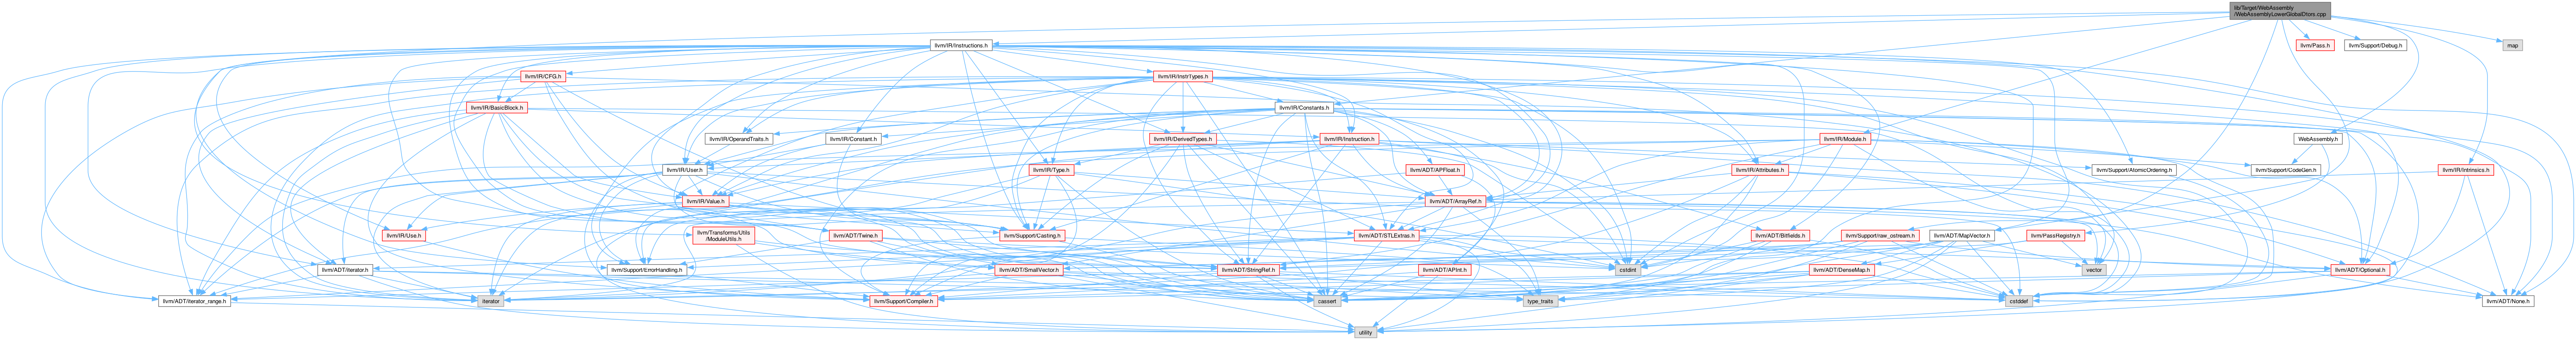 lib/Target/WebAssembly
/WebAssemblyLowerGlobalDtors.cpp
llvm/IR/Instructions.h
llvm/Pass.h
llvm/Support/Debug.h
map
llvm/IR/CFG.h
llvm/IR/InstrTypes.h
llvm/IR/BasicBlock.h
llvm/IR/Constants.h
llvm/IR/OperandTraits.h
llvm/IR/Constant.h
llvm/IR/DerivedTypes.h
llvm/IR/Instruction.h
llvm/IR/Module.h
WebAssembly.h
llvm/IR/User.h
llvm/IR/Type.h
llvm/ADT/APFloat.h
llvm/IR/Attributes.h
llvm/Support/AtomicOrdering.h
llvm/Support/CodeGen.h
llvm/IR/Intrinsics.h
llvm/IR/Value.h
llvm/ADT/ArrayRef.h
llvm/IR/Use.h
llvm/Transforms/Utils
/ModuleUtils.h
llvm/ADT/Twine.h
llvm/Support/Casting.h
llvm/ADT/STLExtras.h
llvm/ADT/Bitfields.h
llvm/Support/raw_ostream.h
llvm/ADT/MapVector.h
llvm/PassRegistry.h
llvm/ADT/iterator.h
llvm/Support/ErrorHandling.h
llvm/ADT/SmallVector.h
llvm/ADT/StringRef.h
llvm/ADT/APInt.h
cstdint
llvm/ADT/DenseMap.h
vector
llvm/ADT/Optional.h
llvm/ADT/iterator_range.h
iterator
llvm/Support/Compiler.h
cassert
type_traits
cstddef
llvm/ADT/None.h
utility